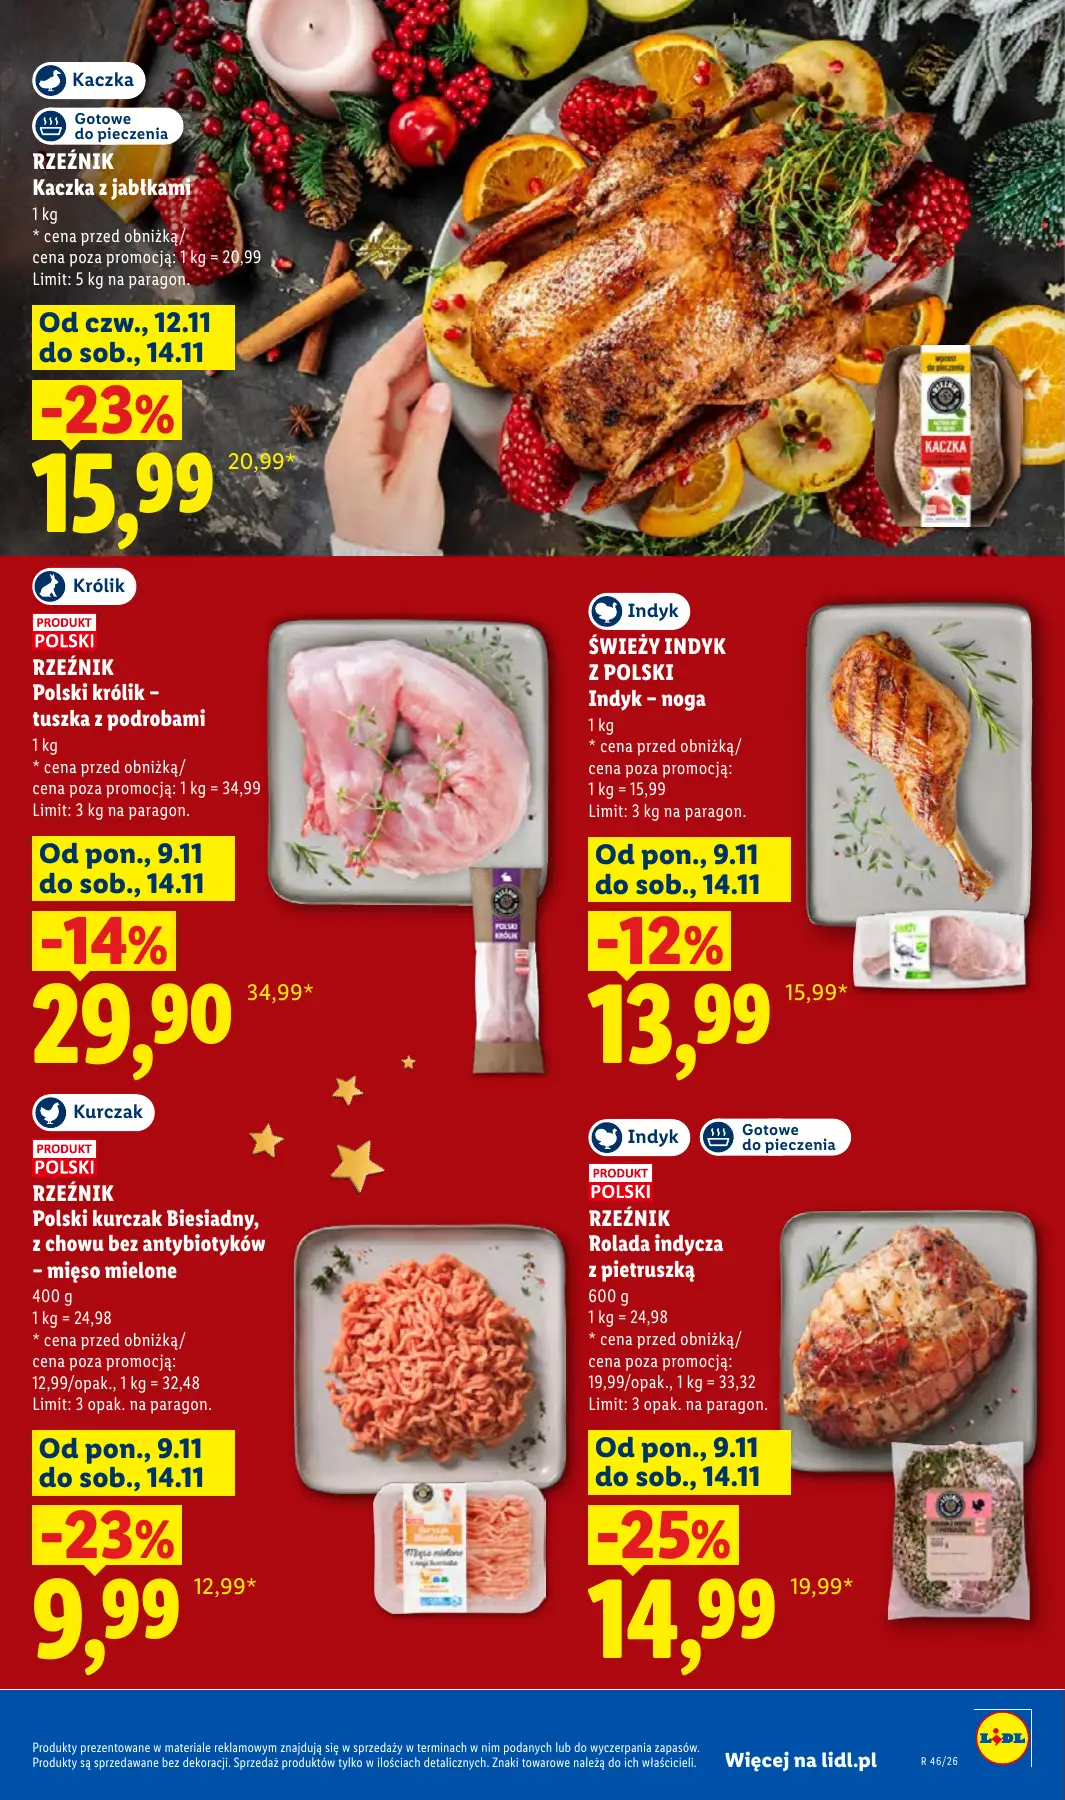 Kaczka
Gotowe
do pieczenia
RZEŹNIK
Kaczka z jabłkami
1 kg
* cena przed obniżką/
cena poza promocją: 1 kg = 20,99
Limit: 5 kg na paragon.
Od czw., 12.11
do sob., 14.11
-23%
20,99*
15,99
wprost
do pieczenia
RZEŹNIK
KACZKA
Królik
PRODUKT
POLSKI
RZEŹNIK
Polski królik –
tuszka z podrobami
1 kg
* cena przed obniżką/
cena poza promocją: 1 kg = 34,99
Limit: 3 kg na paragon.
Od pon., 9.11
do sob., 14.11
-14%
34,99*
29,90
RZEŹNIK
POLSKI
KRÓLIK
Indyk
ŚWIEŻY INDYK
Z POLSKI
Indyk – noga
1 kg
* cena przed obniżką/
cena poza promocją:
1 kg = 15,99
Limit: 3 kg na paragon.
Od pon., 9.11
do sob., 14.11
-12%
15,99*
13,99
ŚWIEŻY
Kurczak
PRODUKT
POLSKI
RZEŹNIK
Polski kurczak Biesiadny,
z chowu bez antybiotyków
– mięso mielone
400 g
1 kg = 24,98
* cena przed obniżką/
cena poza promocją:
12,99/opak., 1 kg = 32,48
Limit: 3 opak. na paragon.
Od pon., 9.11
do sob., 14.11
-23%
12,99*
9,99
Kurczak
Biesiadny
Mięso mielone
Indyk
Gotowe
do pieczenia
PRODUKT
POLSKI
RZEŹNIK
Rolada indycza
z pietruszką
600 g
1 kg = 24,98
* cena przed obniżką/
cena poza promocją:
19,99/opak., 1 kg = 33,32
Limit: 3 opak. na paragon.
Od pon., 9.11
do sob., 14.11
-25%
19,99*
14,99
Produkty prezentowane w materiale reklamowym znajdują się w sprzedaży w terminach w nim podanych lub do wyczerpania zapasów.
Produkty są sprzedawane bez dekoracji. Sprzedaż produktów tylko w ilościach detalicznych. Znaki towarowe należą do ich właścicieli.
Więcej na lidl.pl
R 46/26
LIDL